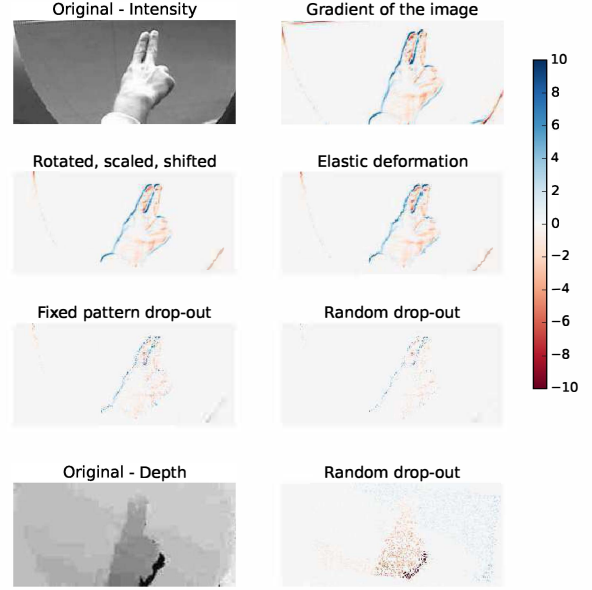 Original - Intensity
Gradient of the image
Rotated, scaled, shifted
Elastic deformation
Fixed pattern drop-out
Random drop-out
Original - Depth
Random drop-out
10
8
6
4
2
0
−2
−4
−6
−8
−10